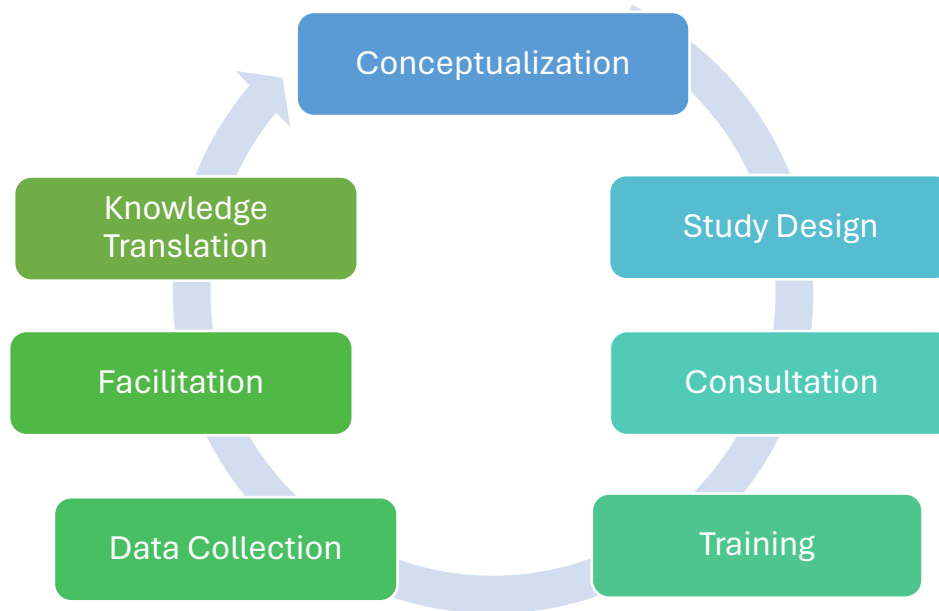 Conceptualization
Study Design
Consultation
Training
Data Collection
Facilitation
Knowledge
Translation